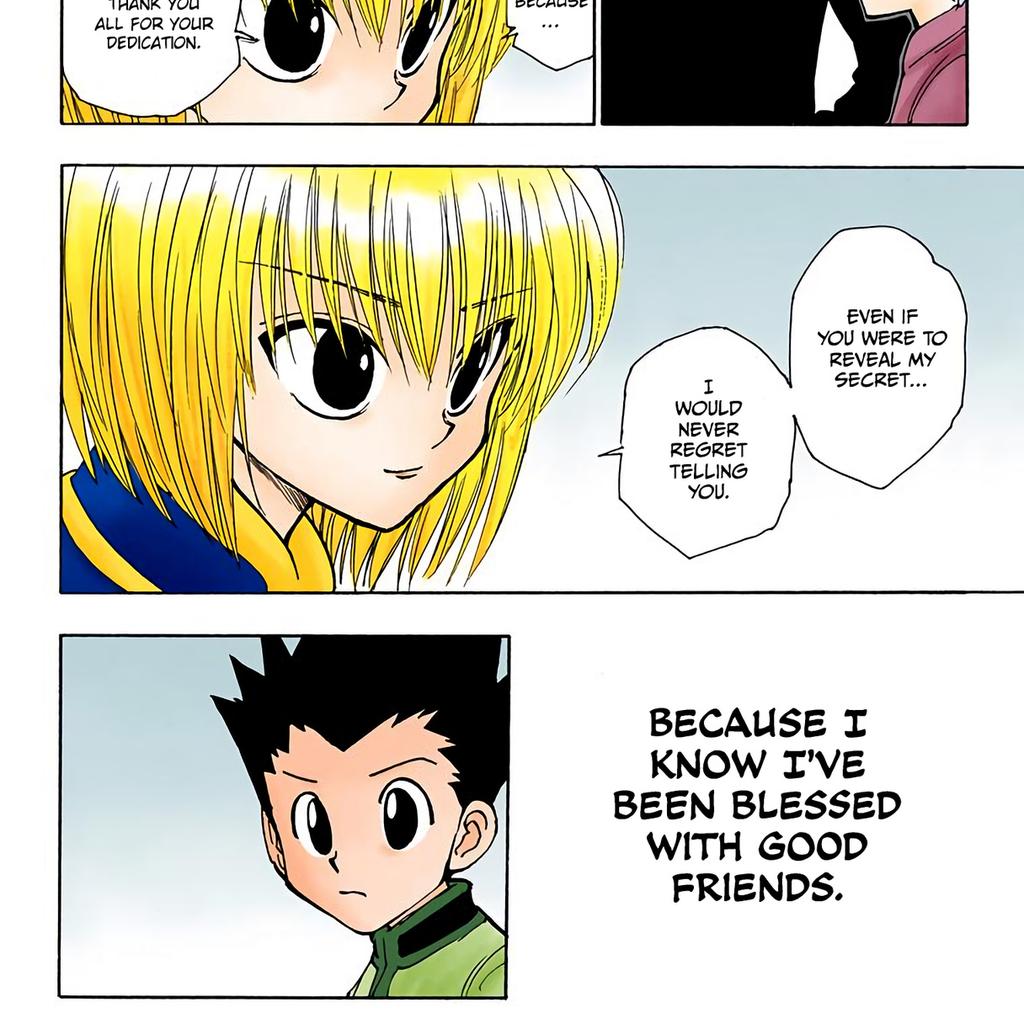 THANK YOU
ALL FOR YOUR
DEDICATION.
BECAUSE
...
EVEN IF
YOU WERE TO
REVEAL MY
SECRET...
I
WOULD
NEVER
REGRET
TELLING
YOU.
BECAUSE I
KNOW I'VE
BEEN BLESSED
WITH GOOD
FRIENDS.